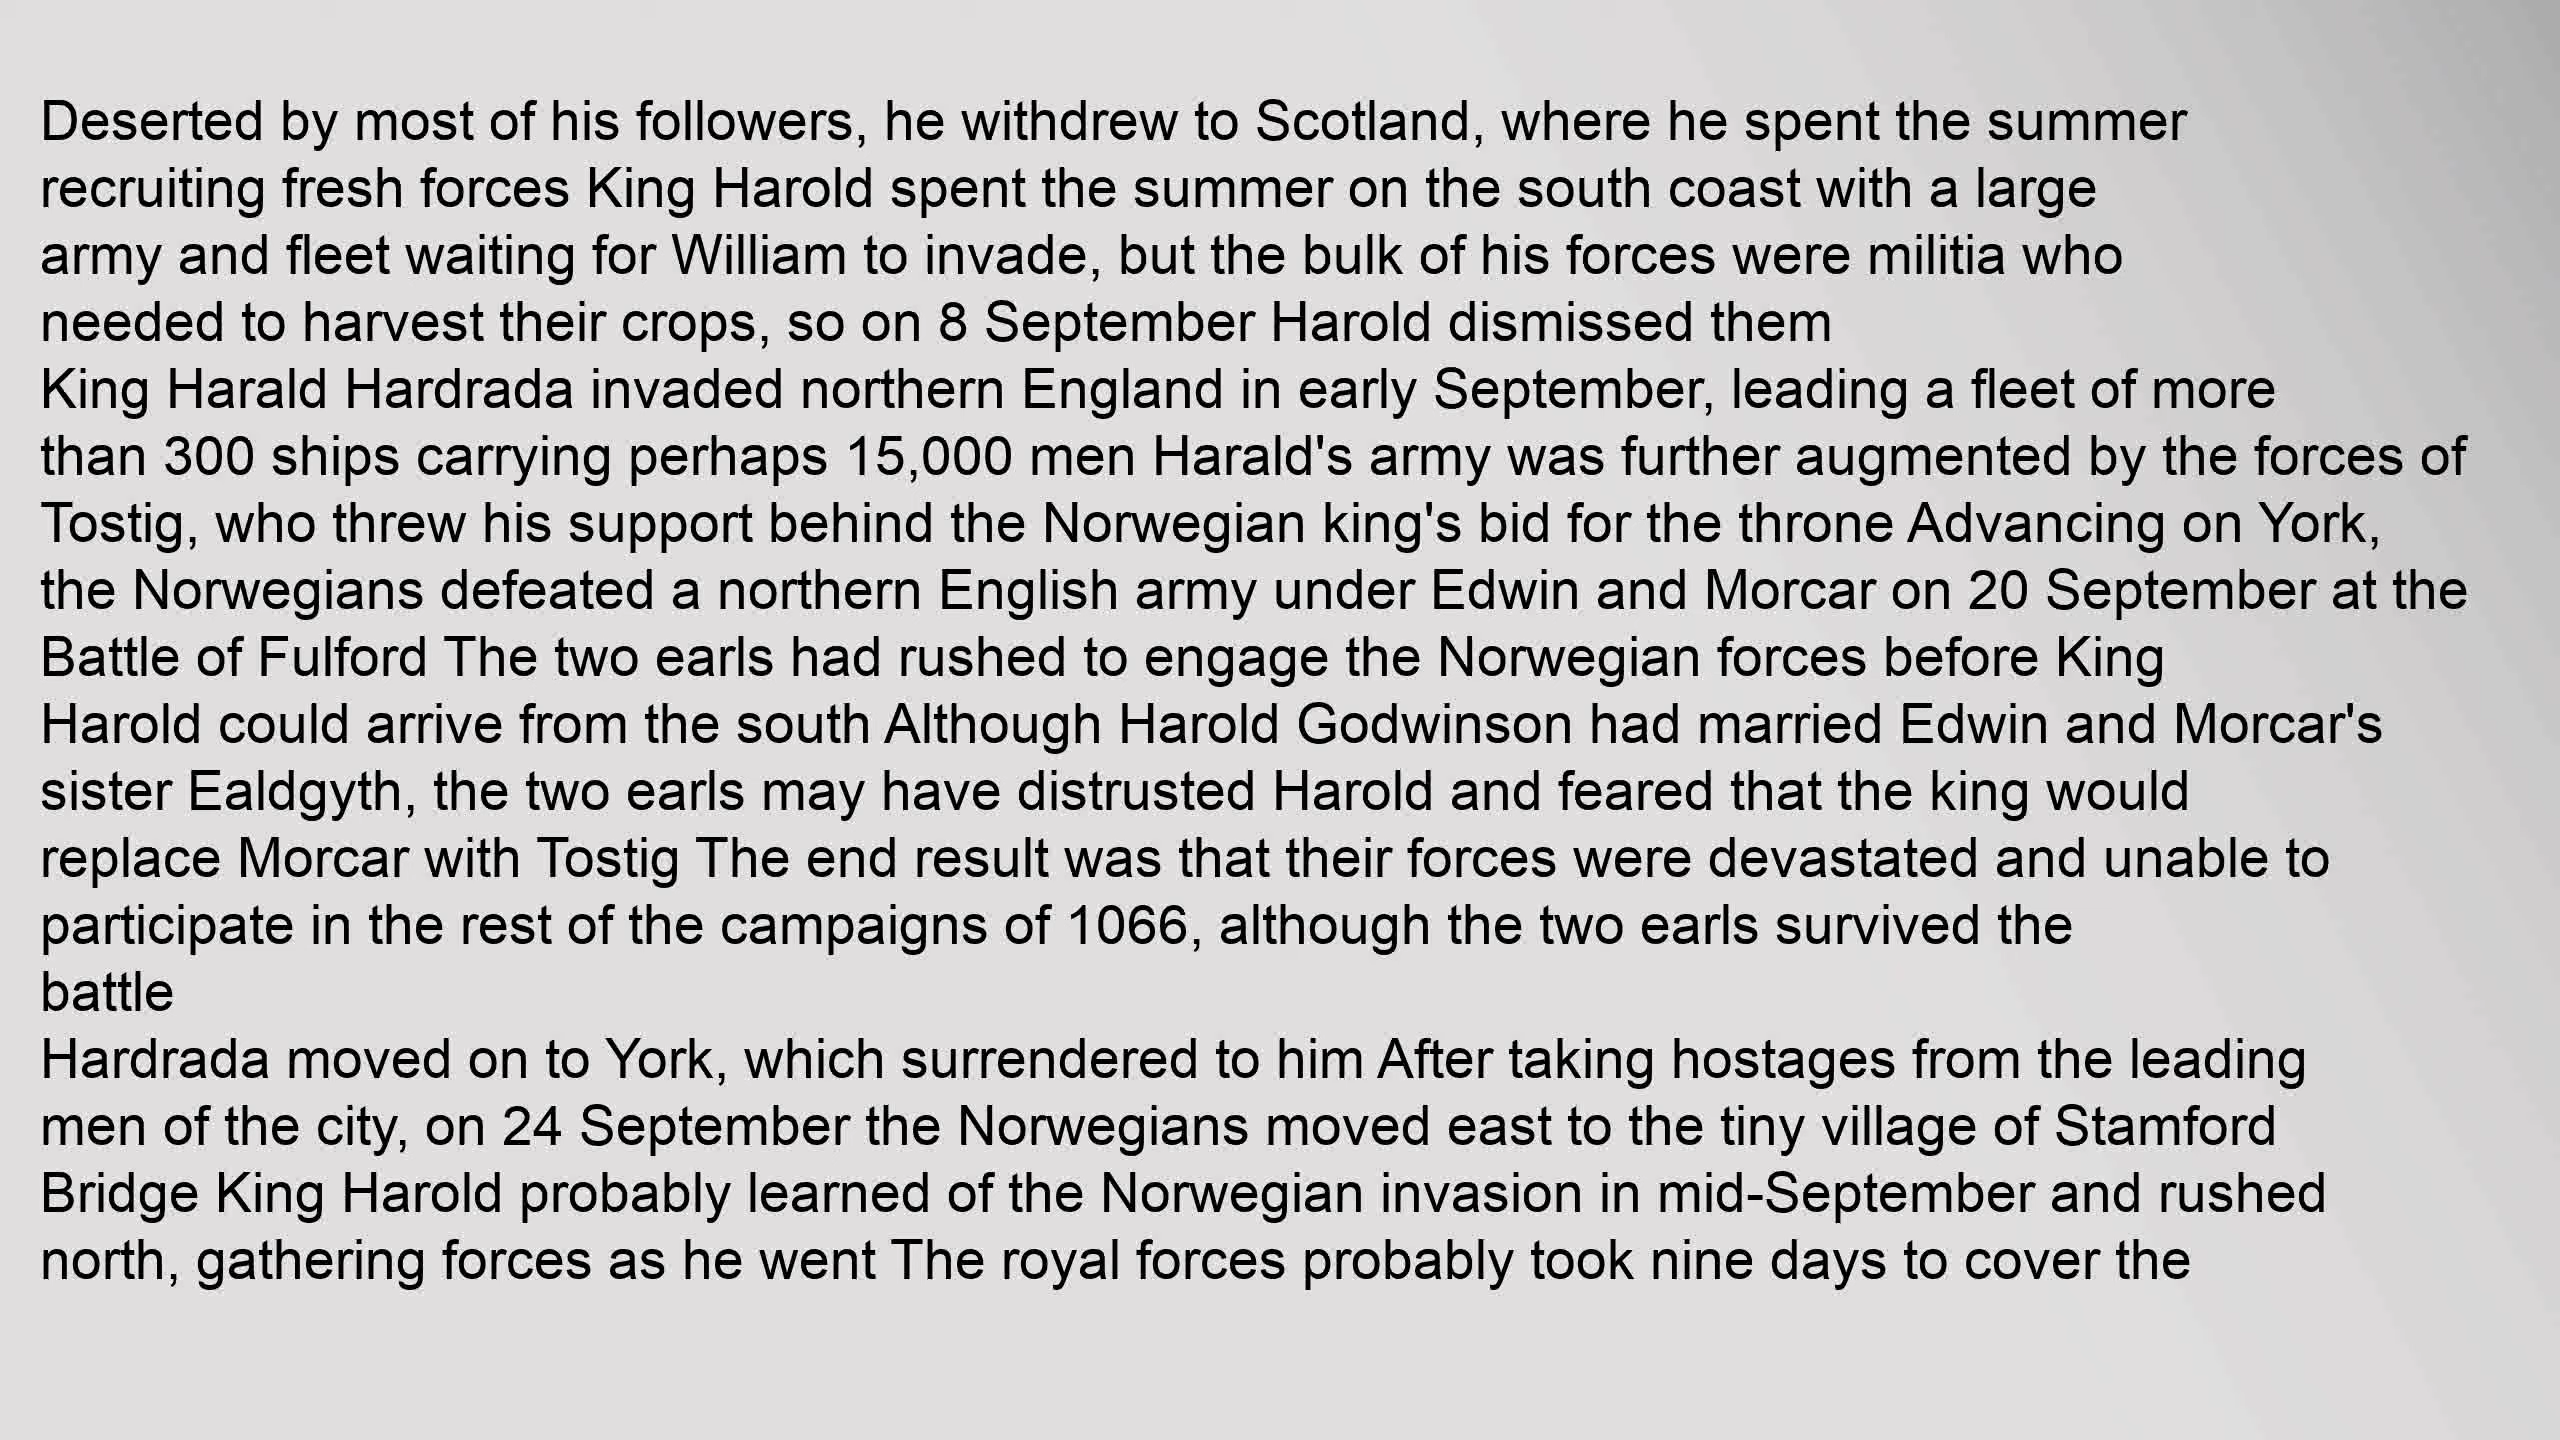 Deserted by most of his followers, he withdrew to Scotland, where he spent the summer
recruiting fresh forces King Harold spent the summer on the south coast with a large
army and fleet waiting for William to invade, but the bulk of his forces were militia who
needed to harvest their crops, so on 8 September Harold dismissed them
King Harald Hardrada invaded northern England in early September, leading a fleet of more
than 300 ships carrying perhaps 15,000 men Harald's army was further augmented by the forces of
Tostig, who threw his support behind the Norwegian king's bid for the throne Advancing on York,
the Norwegians defeated a northern English army under Edwin and Morcar on 20 September at the
Battle of Fulford The two earls had rushed to engage the Norwegian forces before King
Harold could arrive from the south Although Harold Godwinson had married Edwin and Morcar's
sister Ealdgyth, the two earls may have distrusted Harold and feared that the king would
replace Morcar with Tostig The end result was that their forces were devastated and unable to
participate in the rest of the campaigns of 1066, although the two earls survived the
battle
Hardrada moved on to York, which surrendered to him After taking hostages from the leading
men of the city, on 24 September the Norwegians moved east to the tiny village of Stamford
Bridge King Harold probably learned of the Norwegian invasion in mid-September and rushed
north, gathering forces as he went The royal forces probably took nine days to cover the